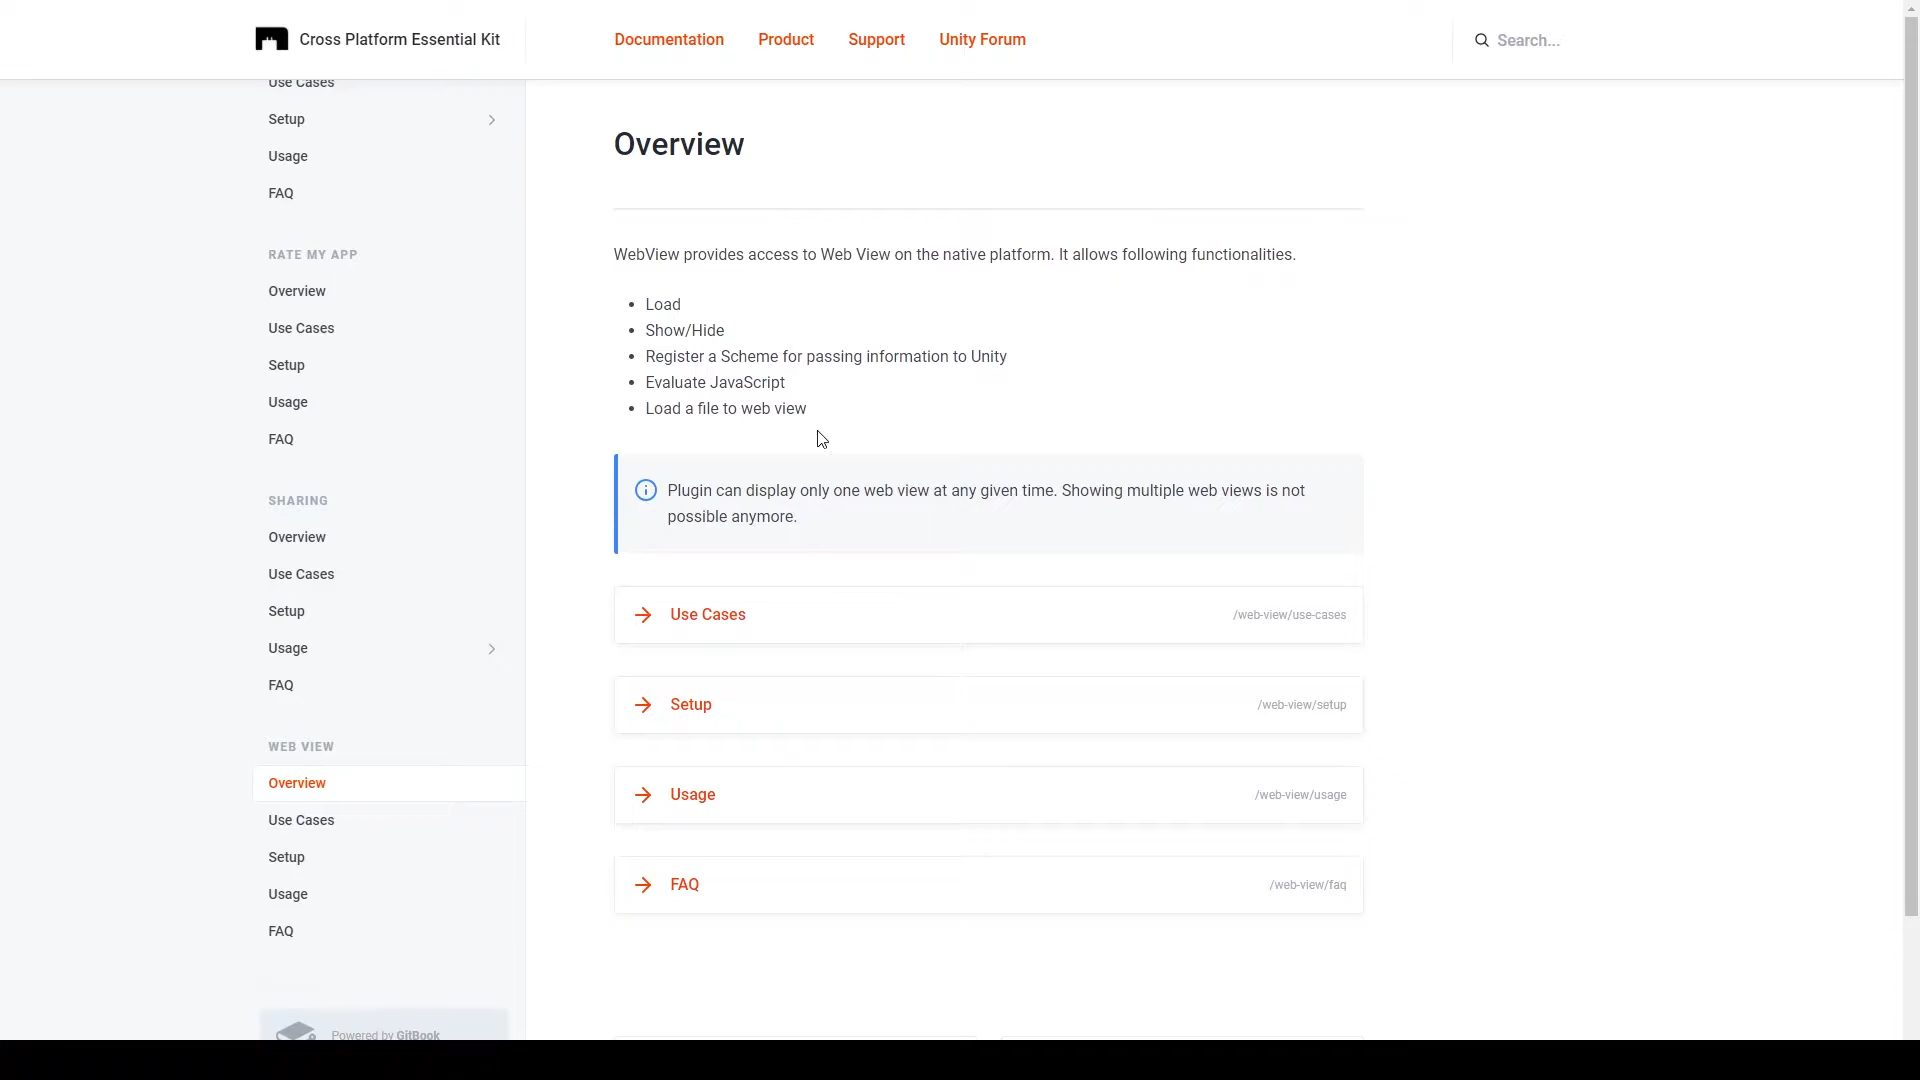 Cross Platform Essential Kit
Documentation
Product
Support
Unity Forum
Search...
Use Cases
Setup
Usage
FAQ
RATE MY APP
Overview
Use Cases
Setup
Usage
FAQ
SHARING
Overview
Use Cases
Setup
Usage
FAQ
WEB VIEW
Overview
Use Cases
Setup
Usage
FAQ
Powered by GitBook
Overview
WebView provides access to Web View on the native platform. It allows following functionalities.
Load
Show/Hide
Register a Scheme for passing information to Unity
Evaluate JavaScript
Load a file to web view
Plugin can display only one web view at any given time. Showing multiple web views is not
possible anymore.
Use Cases
/web-view/use-cases
Setup
/web-view/setup
Usage
/web-view/usage
FAQ
/web-view/faq